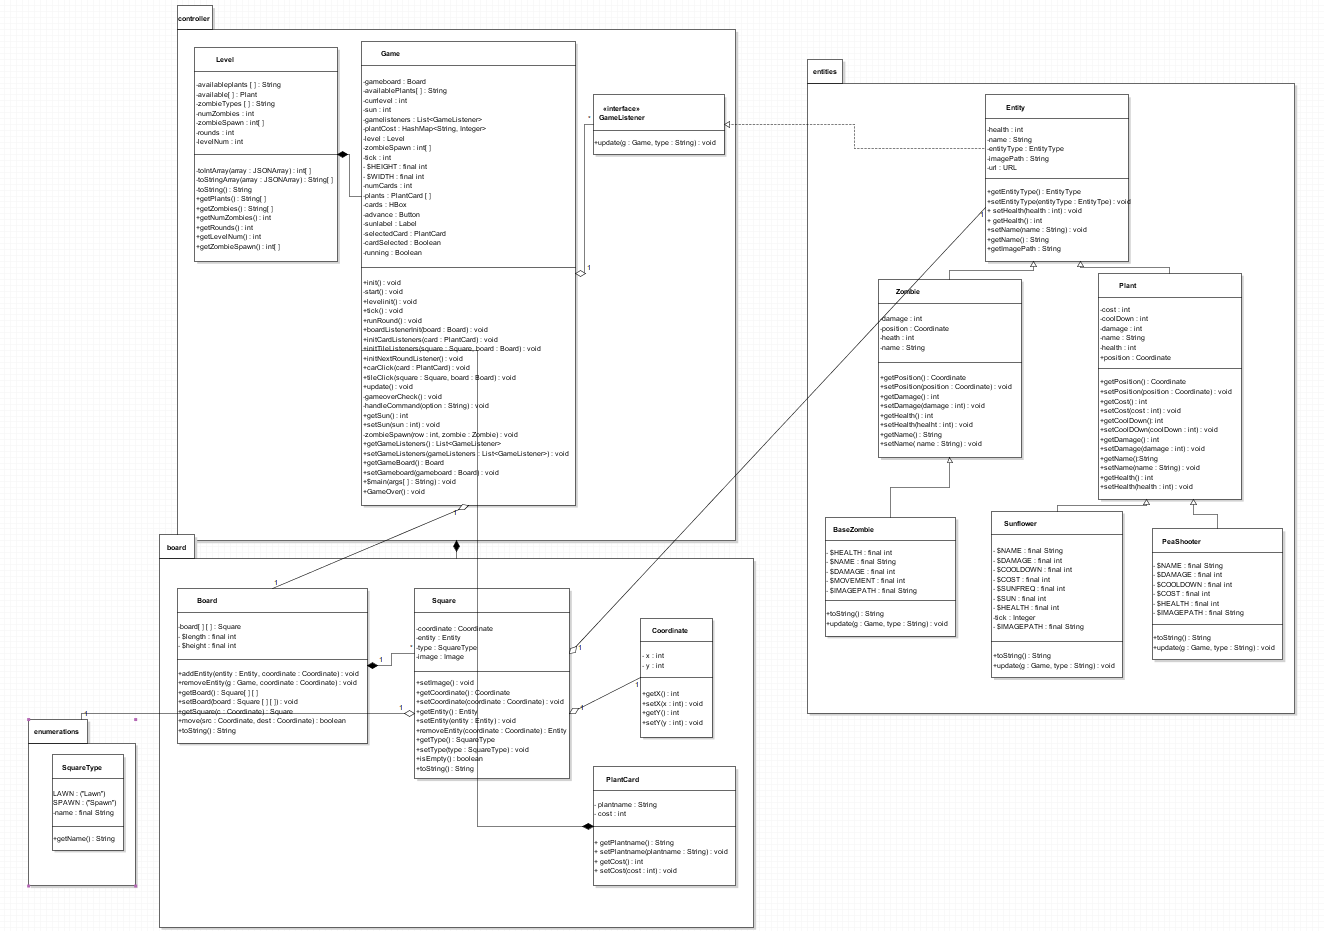 controller
Level
-availableplants [ ] : String
-available[ ] : Plant
-zombieTypes [ ] : String
-numZombies : int
-zombieSpawn : int[ ]
-rounds : int
-levelNum : int
-toIntArray(array : JSONArray) : int[ ]
-toStringArray(array : JSONArray) : String[ ]
-toString() : String
+getPlants() : String[ ]
+getZombies() : String[ ]
+getNumZombies() : int
+getRounds() : int
+getLevelNum() : int
+getZombieSpawn() : int[ ]
Game
-gameboard : Board
-availablePlants[ ] : String
-currlevel : int
-sun : int
-gamelisteners : List<GameListener>
-plantCost : HashMap<String, Integer>
-level : Level
-zombieSpawn : int[ ]
-tick : int
- $HEIGHT : final int
- $WIDTH : final int
-numCards : int
-plants : PlantCard [ ]
-cards : HBox
-advance : Button
-sunlabel : Label
-selectedCard : PlantCard
-cardSelected : Boolean
-running : Boolean
+init() : void
-start() : void
+levelinit() : void
+tick() : void
+runRound() : void
+boardListenerInit(board : Board) : void
+initCardListeners(card : PlantCard) : void
+initTileListeners(square : Square, board : Board) : void
+initNextRoundListener() : void
+carClick(card : PlantCard) : void
+tileClick(square : Square, board : Board) : void
+update() : void
-gameoverCheck() : void
-handleCommand(option : String) : void
+getSun() : int
+setSun(sun : int) : void
-zombieSpawn(row : int, zombie : Zombie) : void
+getGameListeners() : List<GameListener>
+setGameListeners(gameListeners : List<GameListener>) : void
+getGameBoard() : Board
+setGameboard(gameboard : Board) : void
+$main(args[ ] : String) : void
+GameOver() : void
«interface»
GameListener
+update(g : Game, type : String) : void
*
1
1
1
entities
Entity
-health : int
-name : String
-entityType : EntityType
-imagePath : String
-url : URL
+getEntityType() : EntityType
+setEntityType(entityType : EntityType) : void
+ setHealth(health : int) : void
+ getHealth() : int
+setName(name : String) : void
+getName() : String
+getImagePath : String
1
Zombie
-damage : int
-position : Coordinate
-heath : int
-name : String
+getPosition() : Coordinate
+setPosition(position : Coordinate) : void
+getDamage() : int
+setDamage(damage : int) : void
+getHealth() : int
+setHealth(healht : int) : void
+getName() : String
+setName( name : String) : void
Plant
-cost : int
-coolDown : int
-damage : int
-name : String
-health : int
+position : Coordinate
+getPosition() : Coordinate
+setPostion(position : Coordinate) : void
+getCost() : int
+setCost(cost : int) : void
+getCoolDown(): int
+setCoolDOwn(coolDown : int) : void
+getDamage() : int
+setDamage(damage : int) : void
+getName():String
+setName(name : String) : void
+getHealth() : int
+setHealth(health : int) : void
BaseZombie
- $HEALTH : final int
- $NAME : final String
- $DAMAGE : final int
- $MOVEMENT : final int
- $IMAGEPATH : final String
+toString() : String
+update(g : Game, type : String) : void
Sunflower
- $NAME : final String
- $DAMAGE : final int
- $COOLDOWN : final int
- $COST : final int
- $SUNFREQ : final int
- $SUN : final int
- $HEALTH : final int
-tick : Integer
- $IMAGEPATH : final String
+toString() : String
+update(g : Game, type : String) : void
PeaShooter
- $NAME : final String
- $DAMAGE : final int
- $COOLDOWN : final int
- $COST : final int
- $HEALTH : final int
- $IMAGEPATH : final String
+toString() : String
+update(g : Game, type : String) : void
board
Board
-board[ ] [ ] : Square
- $length : final int
- $height : final int
+addEntity(entity : Entity, coordinate : Coordinate) : void
+removeEntity(g : Game, coordinate : Coordinate) : void
+getBoard() : Square[ ] [ ]
+setBoard(board : Square [ ] [ ]) : void
+getSquare(c : Coordinate) : Square
+move(src : Coordinate, dest : Coordinate) : boolean
+toString() : String
1
*
1
1
Square
-coordinate : Coordinate
-entity : Entity
-type : SquareType
-image : Image
+setImage() : void
+getCoordinate() : Coordinate
+setCoordinate(coordinate : Coordinate) : void
+getEntity() : Entity
+setEntity(entity : Entity) : void
+removeEntity(coordinate : Coordinate) : Entity
+getType() : SquareType
+setType(type : SquareType) : void
+isEmpty() : boolean
+toString() : String
1
1
1
Coordinate
- x : int
- y : int
+getX() : int
+setX(x : int) : void
+getY() : int
+setY(y : int) : void
PlantCard
- plantname : String
- cost : int
+ getPlantname() : String
+ setPlantname(plantname : String) : void
+ getCost() : int
+ setCost(cost : int) : void
1
enumerations
SquareType
LAWN : ("Lawn")
SPAWN : ("Spawn")
-name : final String
+getName() : String